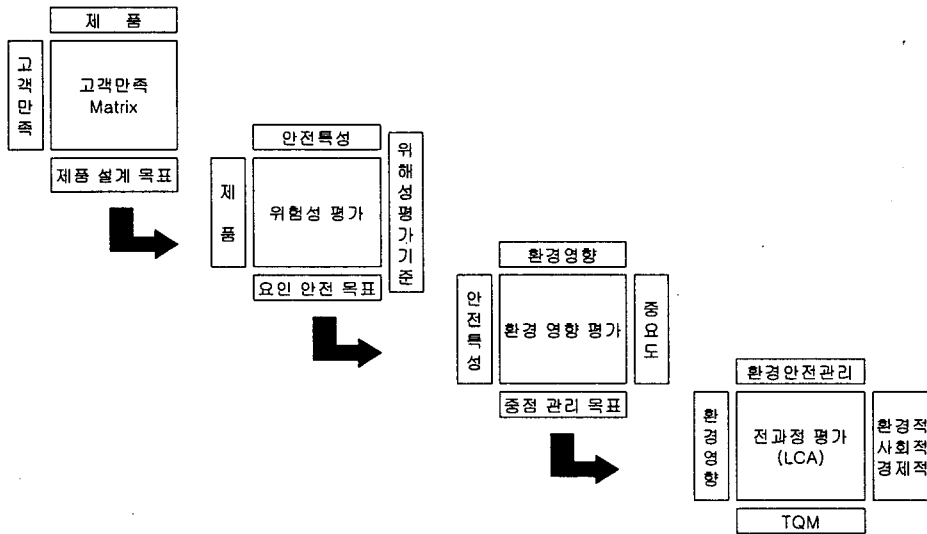 제 품
고객만족
고객만족
Matrix
제품 설계 목표
안전특성
제 품
위험성 평가
위해성평가기준
요인 안전 목표
환경영향
안전특성
환경 영향 평가
중요도
중점 관리 목표
환경안전관리
환경영향
전과정 평가
(LCA)
환경적
사회적
경제적
TQM